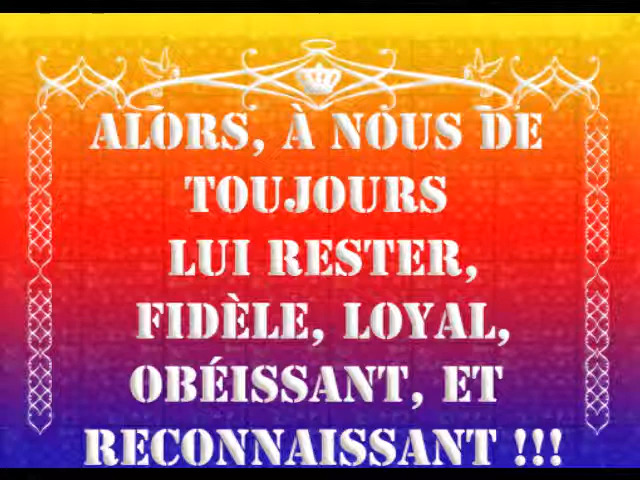 ALORS, À NOUS DE
TOUJOURS
LUI RESTER,
FIDÈLE, LOYAL,
OBÉISSANT, ET
RECONNAISSANT !!!